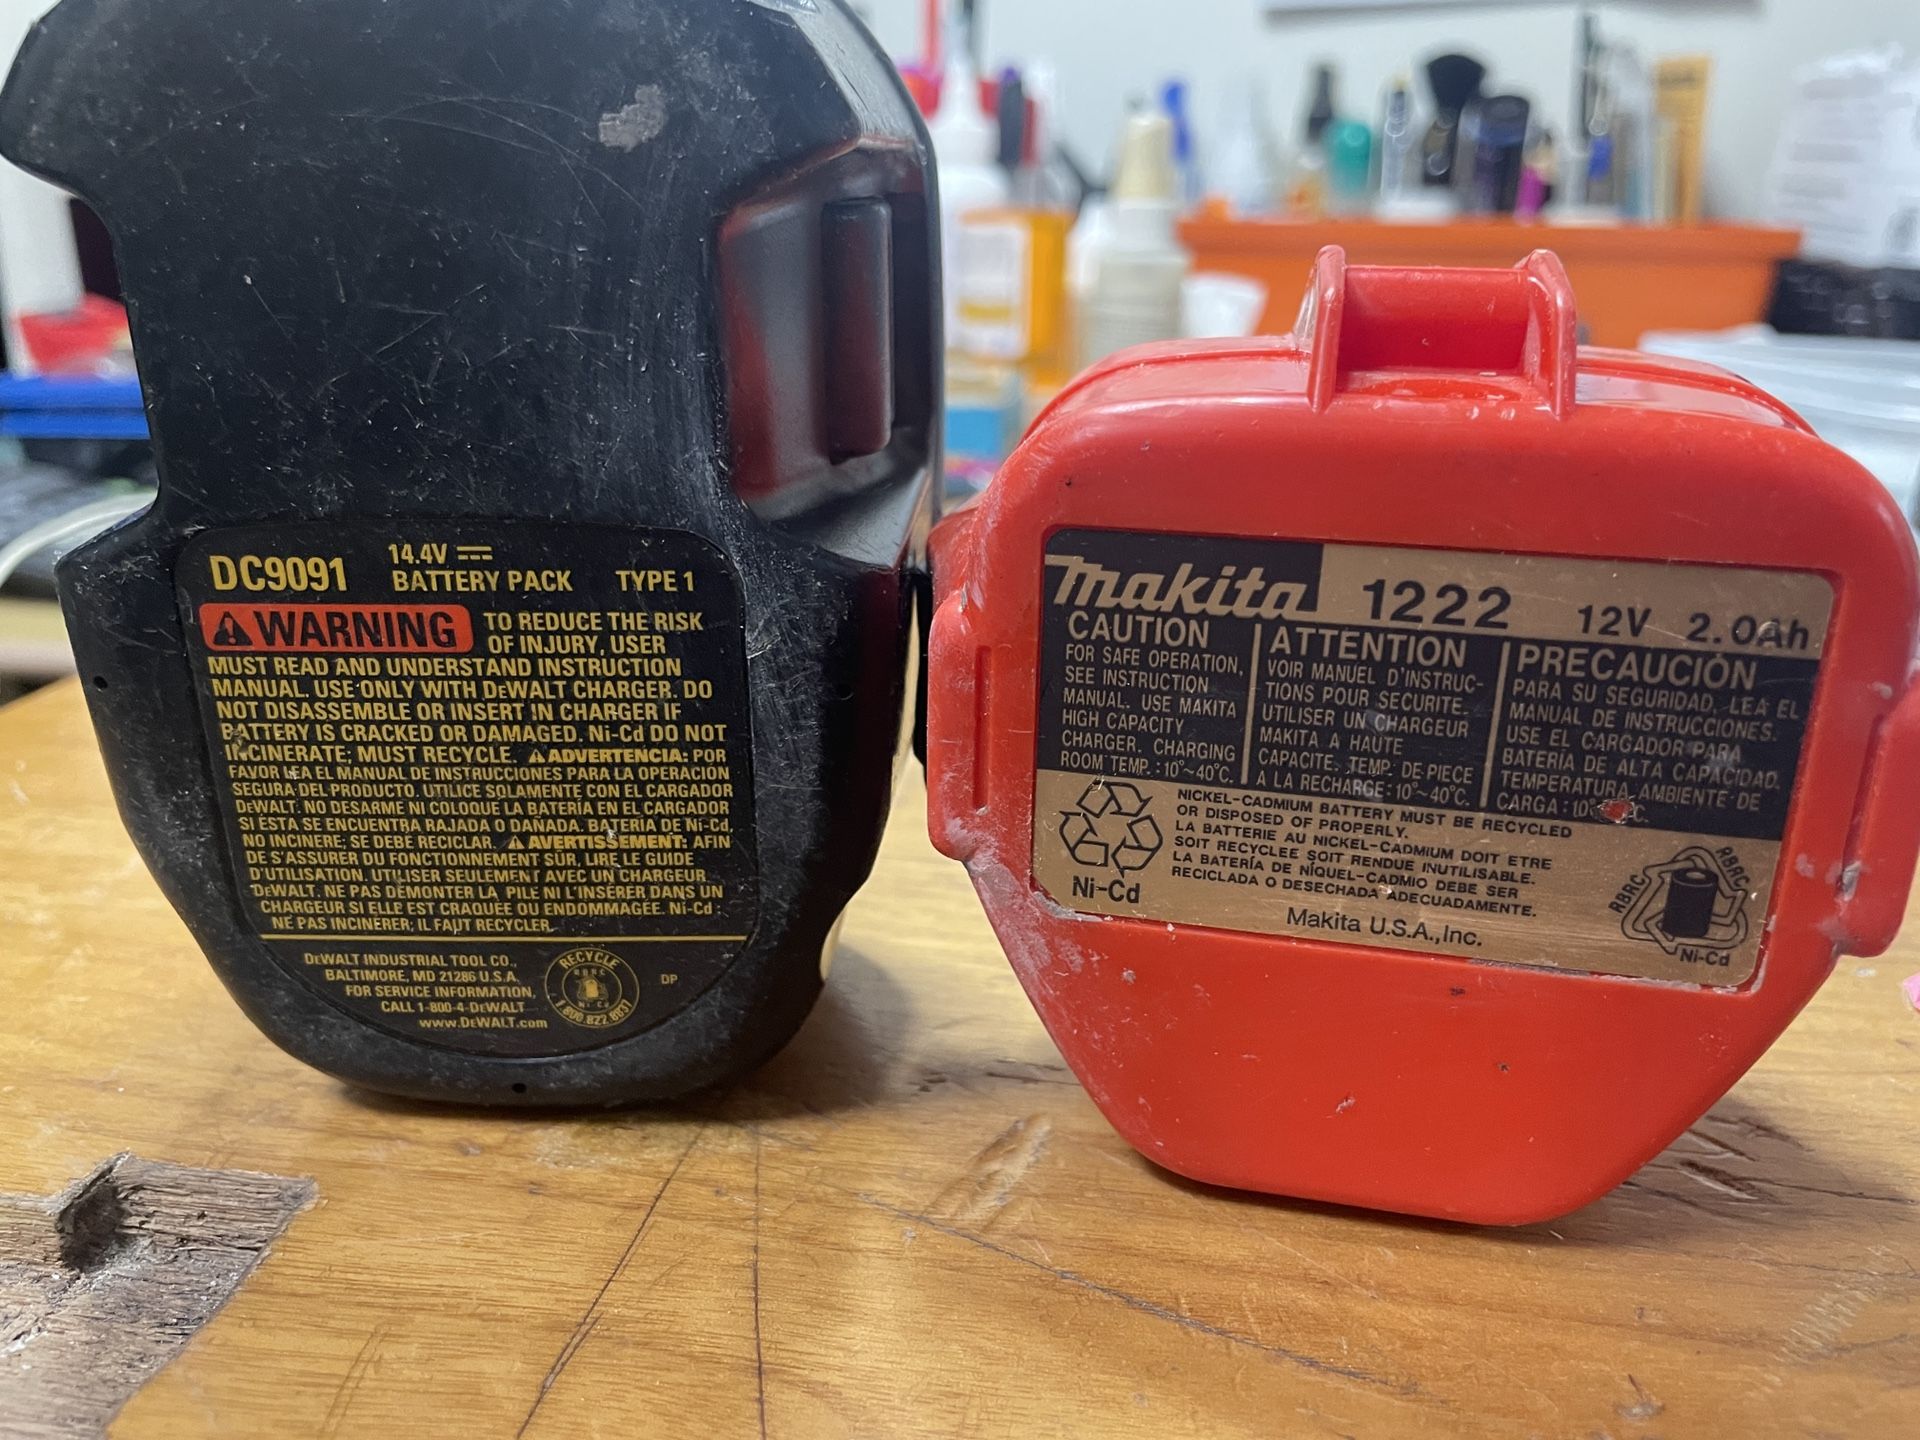 DC9091
14.4V
BATTERY PACK TYPE 1
WARNING TO REDUCE THE RISK
OF INJURY, USER
MUST READ AND UNDERSTAND INSTRUCTION
MANUAL. USE ONLY WITH DEWALT CHARGER. DO
NOT DISASSEMBLE OR INSERT IN CHARGER IF
BATTERY IS CRACKED OR DAMAGED. Ni-Cd DO NOT
INCINERATE; MUST RECYCLE. ADVERTENCIA: POR
FAVOR LEA EL MANUAL DE INSTRUCCIONES PARA LA OPERACIÓN
SEGURA DEL PRODUCTO. UTILICE SOLAMENTE CON EL CARGADOR
DEWALT. NO DESARME NI COLOQUE LA BATERÍA EN EL CARGADOR
SI ÉSTA SE ENCUENTRA RAJADA O DAÑADA. BATERÍA DE Ni-Cd,
NO INCINERE; SE DEBE RECICLAR. AVERTISSEMENT: AFIN
DE S'ASSURER DU FONCTIONNEMENT SÛR, LIRE LE GUIDE
D'UTILISATION. UTILISER SEULEMENT AVEC UN CHARGEUR
DEWALT. NE PAS DÉMONTER LA PILE NI L'INSÉRER DANS UN
CHARGEUR SI ELLE EST CRAQUÉE OU ENDOMMAGÉE. Ni-Cd :
NE PAS INCINERER; IL FAUT RECYCLER.
DEWALT INDUSTRIAL TOOL CO.,
BALTIMORE, MD 21286 U.S.A.
FOR SERVICE INFORMATION,
CALL 1-800-4-DEWALT
www.DEWALT.com
RECYCLE
RBRC
Ni-Cd
1.800.822.8837
DP
makita 1222 12V 2.0Ah
CAUTION
FOR SAFE OPERATION,
SEE INSTRUCTION
MANUAL. USE MAKITA
HIGH CAPACITY
CHARGER. CHARGING
ROOM TEMP.:10°~40°C.
ATTENTION
VOIR MANUEL D'INSTRUC-
TIONS POUR SECURITE.
UTILISER UN CHARGEUR
MAKITA A HAUTE
CAPACITE. TEMP. DE PIECE
A LA RECHARGE:10°~40°C.
PRECAUCIÓN
PARA SU SEGURIDAD, LEA EL
MANUAL DE INSTRUCCIONES.
USE EL CARGADOR PARA
BATERÍA DE ALTA CAPACIDAD.
TEMPERATURA AMBIENTE DE
CARGA:10° °C.
Ni-Cd
NICKEL-CADMIUM BATTERY MUST BE RECYCLED
OR DISPOSED OF PROPERLY.
LA BATTERIE AU NICKEL-CADMIUM DOIT ETRE
SOIT RECYCLEE SOIT RENDUE INUTILISABLE.
LA BATERÍA DE NÍQUEL-CADMIO DEBE SER
RECICLADA O DESECHADA ADECUADAMENTE.
Makita U.S.A.,Inc.
RBRC
RBRC
Ni-Cd